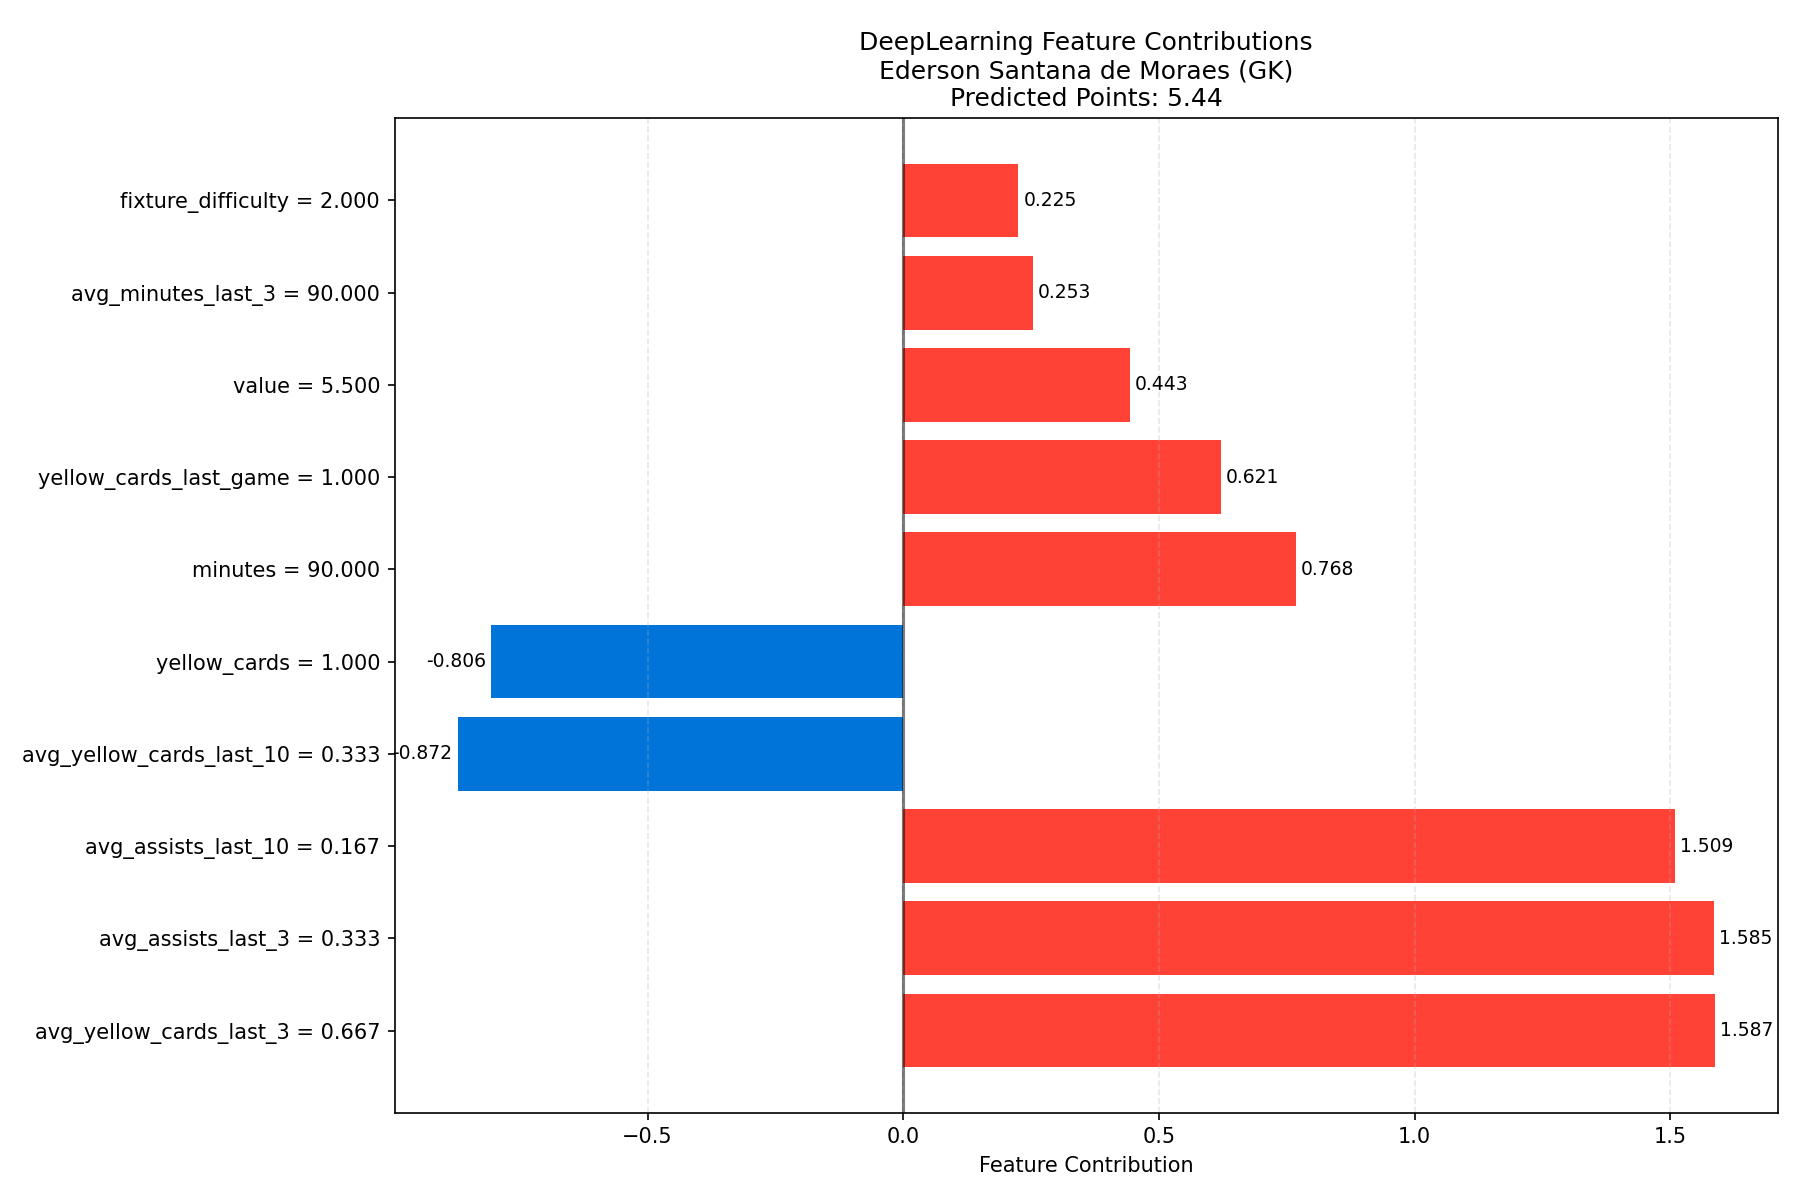 DeepLearning Feature Contributions
Ederson Santana de Moraes (GK)
Predicted Points: 5.44
fixture_difficulty = 2.000
0.225
avg_minutes_last_3 = 90.000
0.253
value = 5.500
0.443
yellow_cards_last_game = 1.000
0.621
minutes = 90.000
0.768
yellow_cards = 1.000
-0.806
avg_yellow_cards_last_10 = 0.333
-0.872
avg_assists_last_10 = 0.167
1.509
avg_assists_last_3 = 0.333
1.585
avg_yellow_cards_last_3 = 0.667
1.587
−0.5 0.0 0.5 1.0 1.5
Feature Contribution